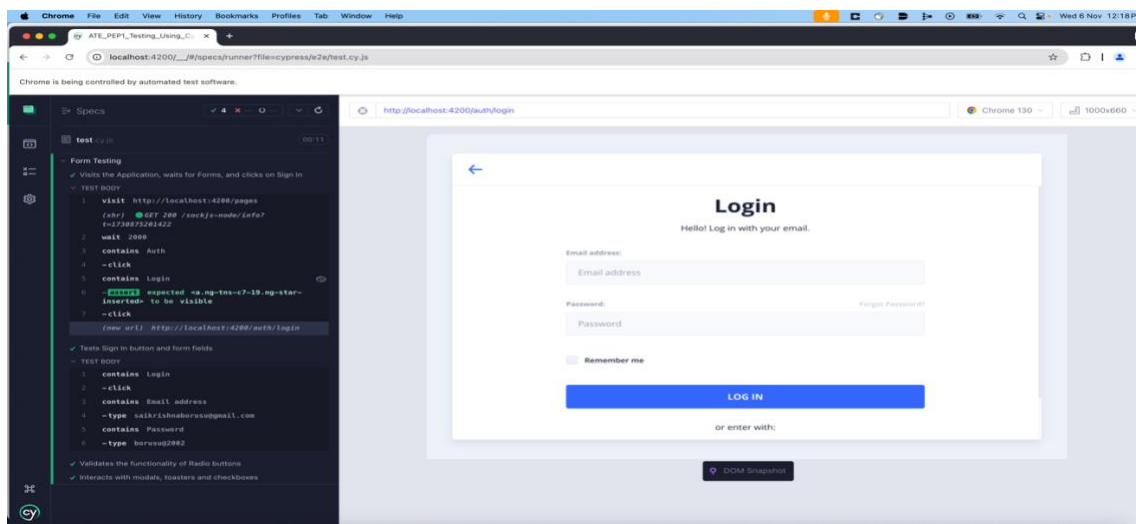 Chrome File Edit View History Bookmarks Profiles Tab Window Help
Wed 6 Nov 12:18P
ATE_PEP1_Testing_Using_C
localhost:4200/__/#/specs/runner?file=cypress/e2e/test.cy.js
Chrome is being controlled by automated test software.
Specs
4
http://localhost:4200/auth/login
Chrome 130
1000x660
test.cy.js
00:11
Form Testing
Visits the Application, waits for Forms, and clicks on Sign In
TEST BODY
1 visit http://localhost:4200/pages
(xhr) GET 200 /sockjs-node/info?
t=1730875201422
2 wait 2000
3 contains Auth
4 -click
5 contains Login
6 -assert expected <a.ng-tns-c7-19.ng-star-
inserted> to be visible
7 -click
(new url) http://localhost:4200/auth/login
Tests Sign In button and form fields
TEST BODY
1 contains Login
2 -click
3 contains Email address
4 -type saikrishnaborusu@gmail.com
5 contains Password
6 -type borusu@2002
Validates the functionality of Radio buttons
Interacts with modals, toasters and checkboxes
cy
Login
Hello! Log in with your email.
Email address:
Email address
Password:
Forgot Password?
Password
Remember me
LOG IN
or enter with:
DOM Snapshot